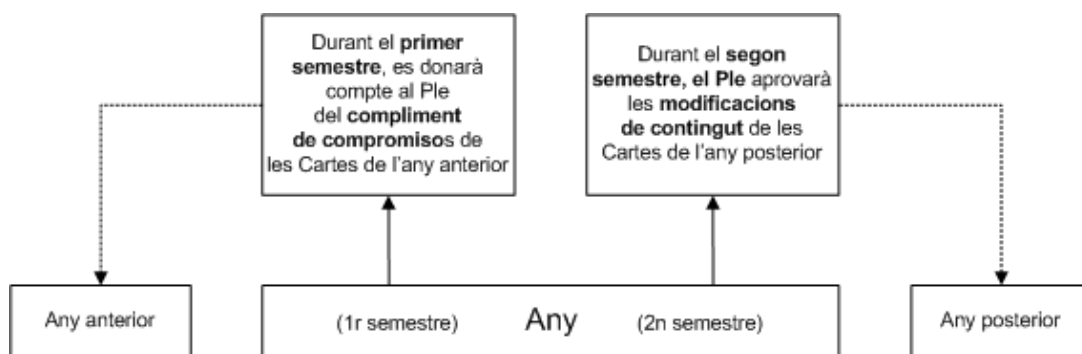 Durant el primer
semestre, es donarà
compte al Ple
del compliment
de compromisos de
les Cartes de l'any anterior
Durant el segon
semestre, el Ple aprovarà
les modificacions
de contingut de les
Cartes de l'any posterior
Any anterior
(1r semestre) Any (2n semestre)
Any posterior